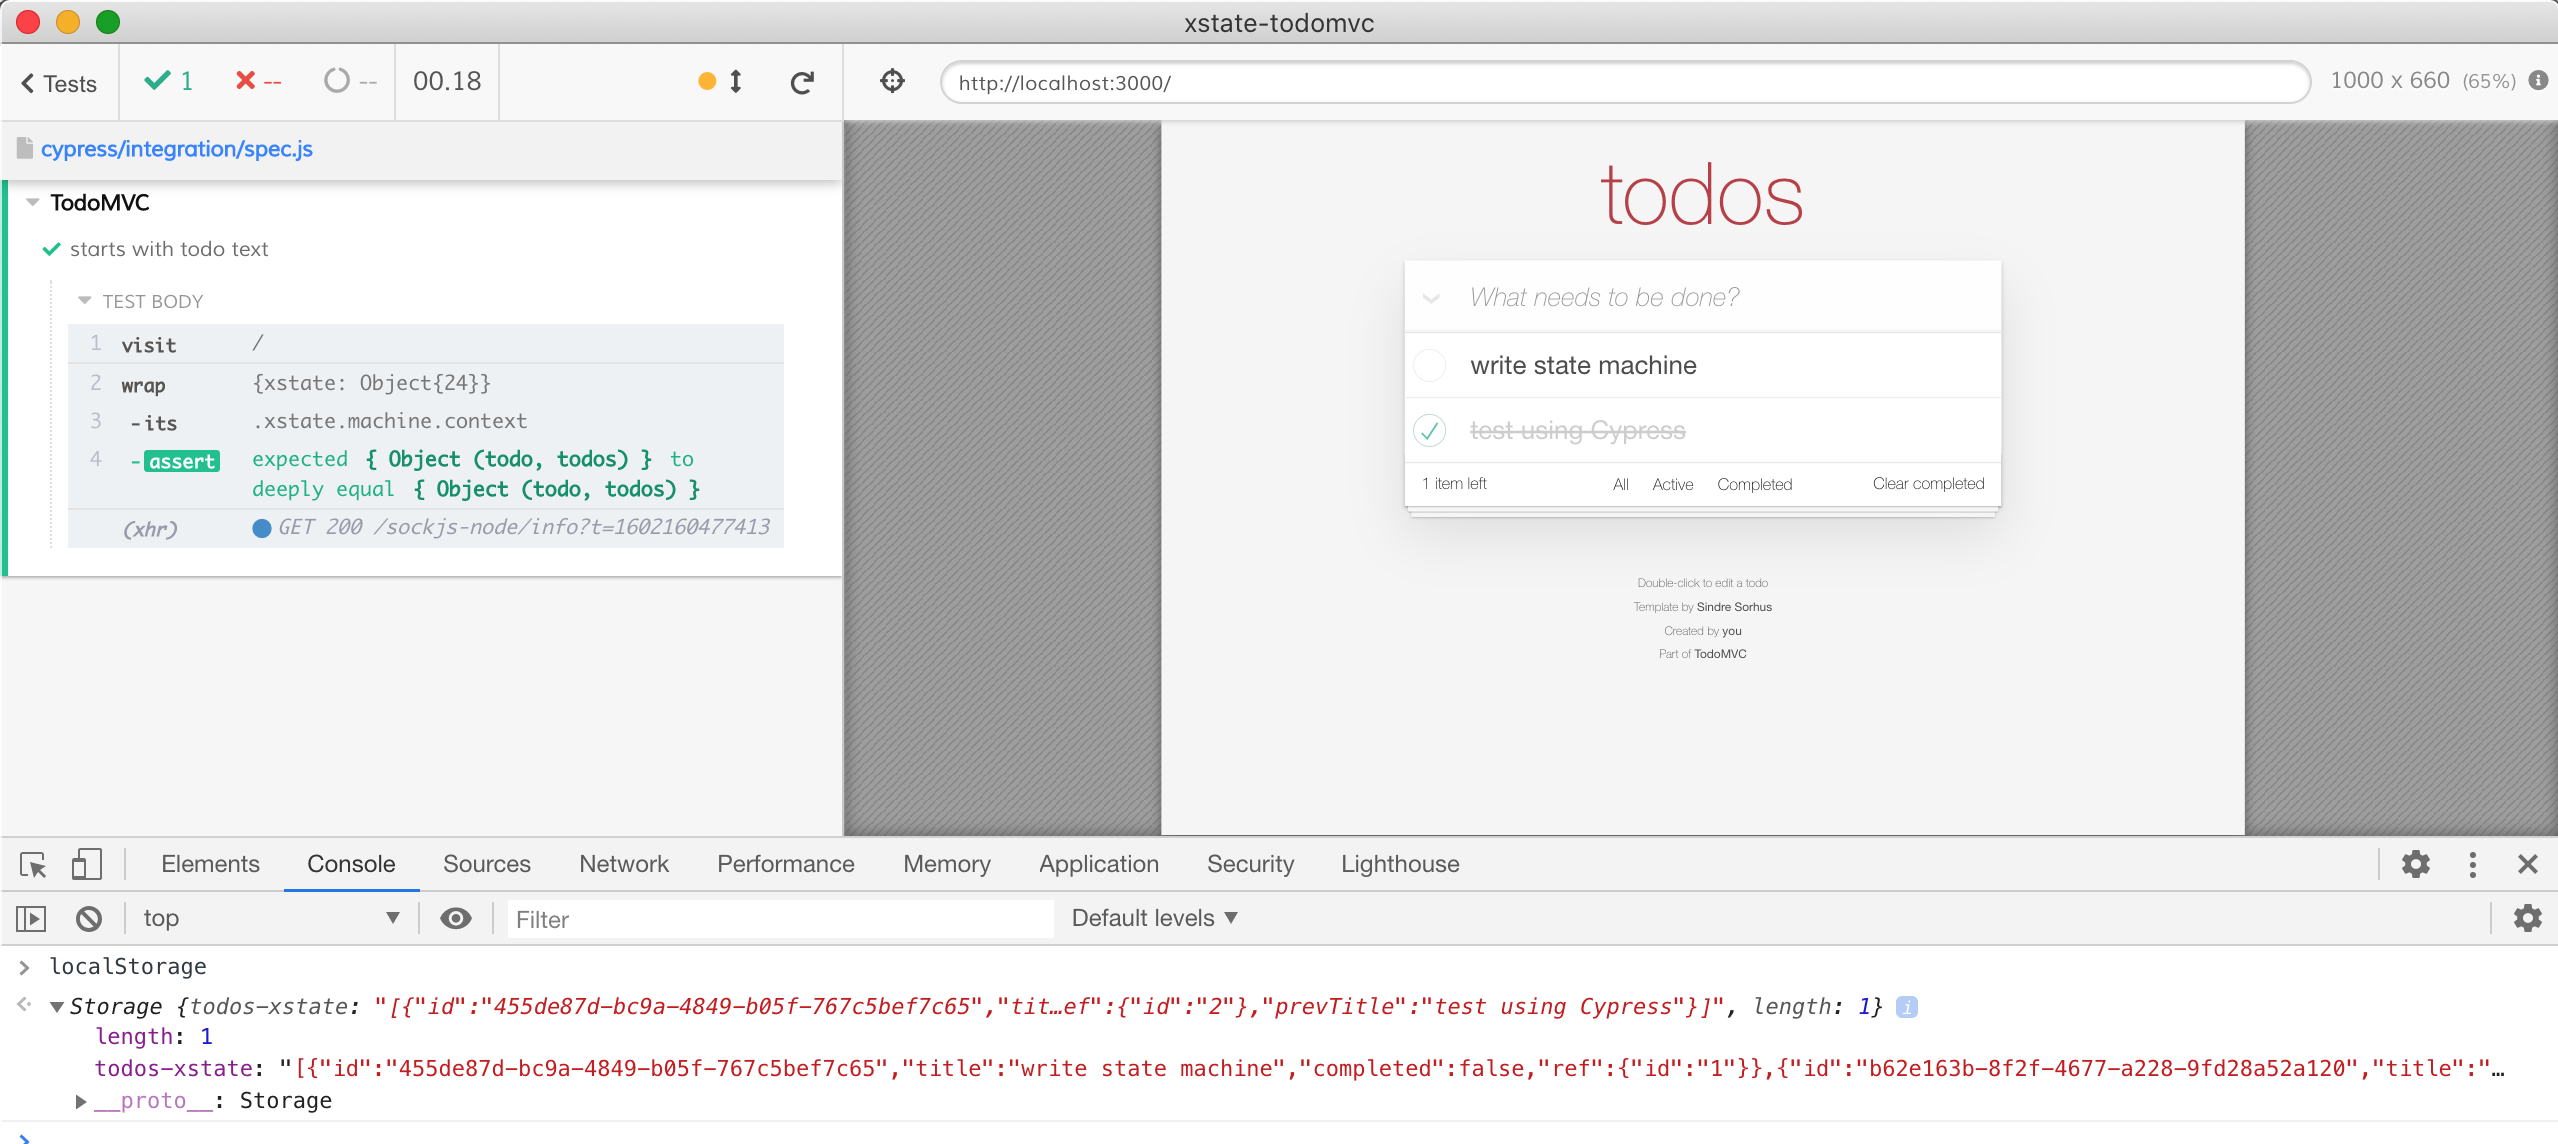 xstate-todomvc
Tests 1 -- -- 00.18
http://localhost:3000/ 1000 x 660 (65%)
cypress/integration/spec.js
TodoMVC
starts with todo text
TEST BODY
1 visit /
2 wrap {xstate: Object{24}}
3 -its .xstate.machine.context
4 -assert expected { Object (todo, todos) } to
deeply equal { Object (todo, todos) }
(xhr) GET 200 /sockjs-node/info?t=1602160477413
todos
What needs to be done?
write state machine
test using Cypress
1 item left All Active Completed Clear completed
Double-click to edit a todo
Template by Sindre Sorhus
Created by you
Part of TodoMVC
Elements Console Sources Network Performance Memory Application Security Lighthouse
top Filter Default levels
localStorage
Storage {todos-xstate: "[{"id":"455de87d-bc9a-4849-b05f-767c5bef7c65","tit…ef":{"id":"2"},"prevTitle":"test using Cypress"}]", length: 1} i
length: 1
todos-xstate: "[{"id":"455de87d-bc9a-4849-b05f-767c5bef7c65","title":"write state machine","completed":false,"ref":{"id":"1"}},{"id":"b62e163b-8f2f-4677-a228-9fd28a52a120","title":"…
__proto__: Storage